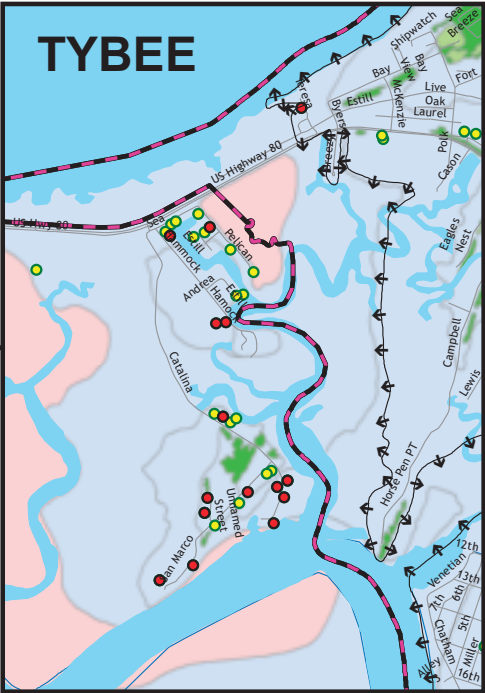 TYBEE
Sea
Breeze
Shipwatch
Bay
View
Bay
Fort
Live
McKenzie
Estill
Oak
Laurel
Teresa
Byers
Breeze
Polk
Cason
US Highway 80
US Hwy 80
Sea
Hammock
Pelican
Eagles
Nest
Andrea
Catalina
Campbell
Lewis
Horse Pen PT
Unnamed
Street
San Marco
12th
Venetian
13th
6th
7th
5th
Chatham
Miller
Alley
16th